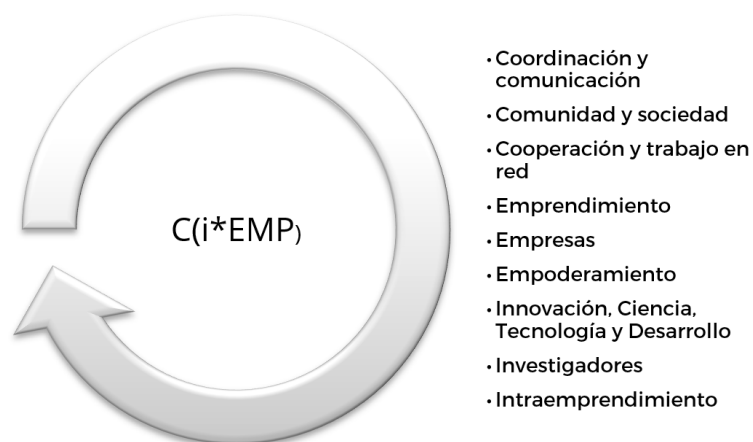 C(i*EMP)
• Coordinación y
comunicación
• Comunidad y sociedad
• Cooperación y trabajo en
red
• Emprendimiento
• Empresas
• Empoderamiento
• Innovación, Ciencia,
Tecnología y Desarrollo
• Investigadores
• Intraemprendimiento